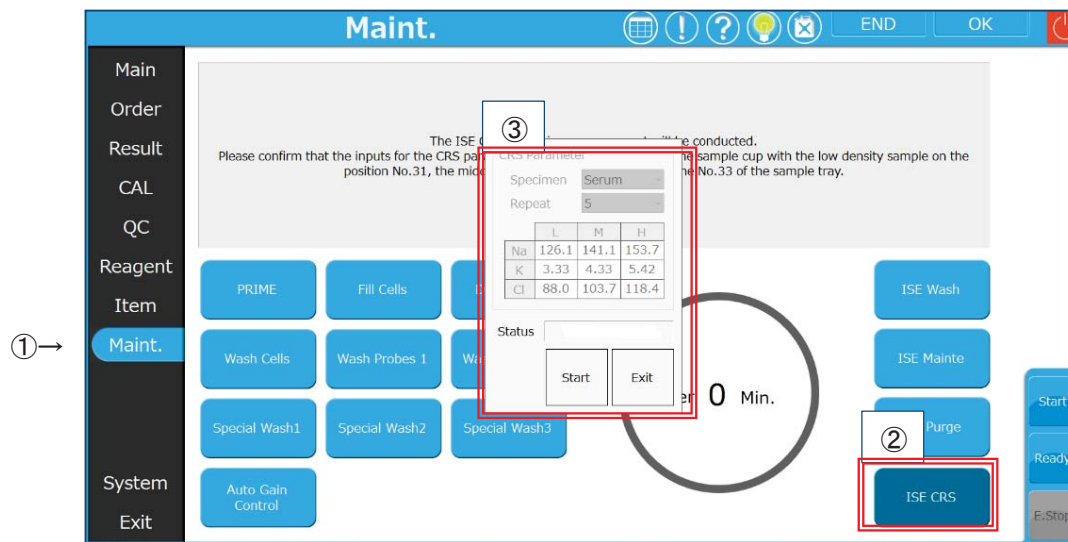 Maint.
END
OK
Main
Order
Result
CAL
QC
Reagent
Item
①→ Maint.
System
Exit
The ISE be conducted.
Please confirm that the inputs for the CRS sample cup with the low density sample on the
position No.31, the No.33 of the sample tray.
③
CRS Parameter
Specimen Serum
Repeat 5
L M H
Na 126.1 141.1 153.7
K 3.33 4.33 5.42
Cl 88.0 103.7 118.4
Status
Start Exit
PRIME Fill Cells ISE Wash
Wash Cells Wash Probes 1 ISE Mainte
0 Min.
Special Wash1 Special Wash2 Special Wash3 Purge
②
Auto Gain
Control
ISE CRS
Start
Ready
E.Stop